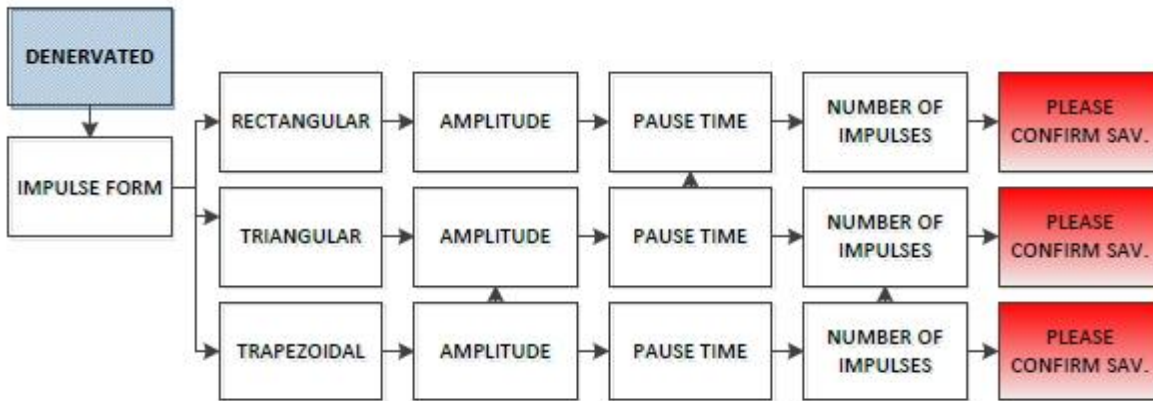 DENERVATED
IMPULSE FORM
RECTANGULAR
AMPLITUDE
PAUSE TIME
NUMBER OF
IMPULSES
PLEASE
CONFIRM SAV.
TRIANGULAR
AMPLITUDE
PAUSE TIME
NUMBER OF
IMPULSES
PLEASE
CONFIRM SAV.
TRAPEZOIDAL
AMPLITUDE
PAUSE TIME
NUMBER OF
IMPULSES
PLEASE
CONFIRM SAV.